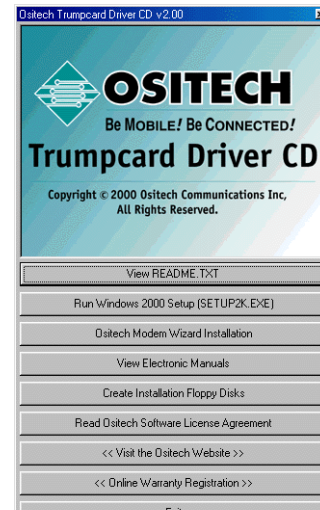 Ositech Trumpcard Driver CD v2.00
OSITECH
BE MOBILE! BE CONNECTED!
Trumpcard Driver CD
Copyright © 2000 Ositech Communications Inc,
All Rights Reserved.
View README.TXT
Run Windows 2000 Setup (SETUP2K.EXE)
Ositech Modem Wizard Installation
View Electronic Manuals
Create Installation Floppy Disks
Read Ositech Software License Agreement
<< Visit the Ositech Website >>
<< Online Warranty Registration >>